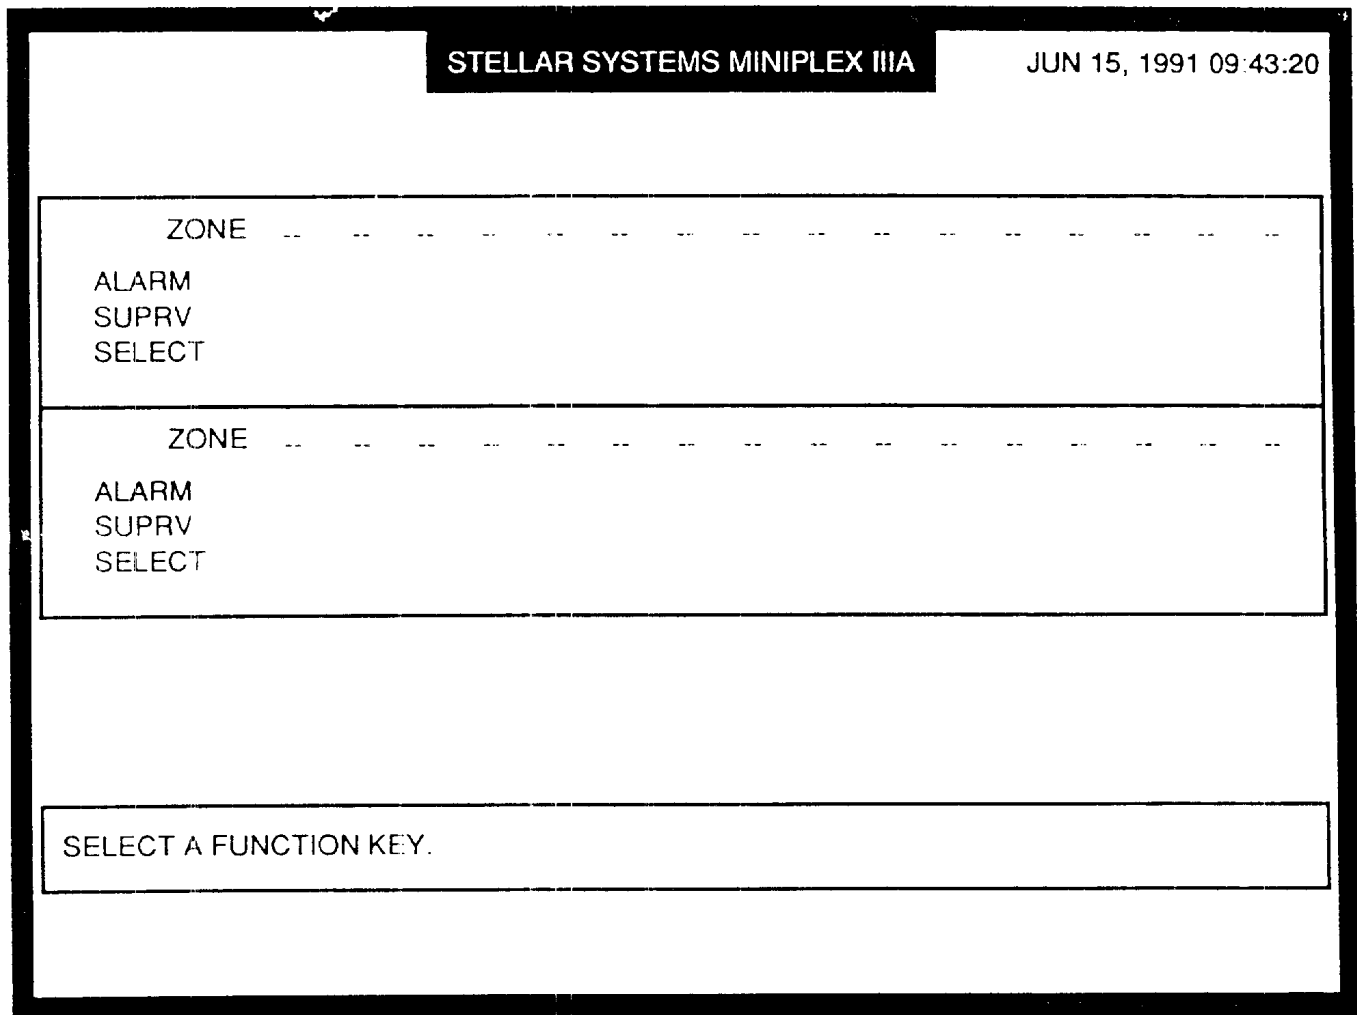 STELLAR SYSTEMS MINIPLEX IIIA JUN 15, 1991 09:43:20
ZONE -- -- -- -- -- -- -- -- -- -- -- -- -- -- -- --
ALARM
SUPRV
SELECT
ZONE -- -- -- -- -- -- -- -- -- -- -- -- -- -- -- --
ALARM
SUPRV
SELECT
SELECT A FUNCTION KEY.